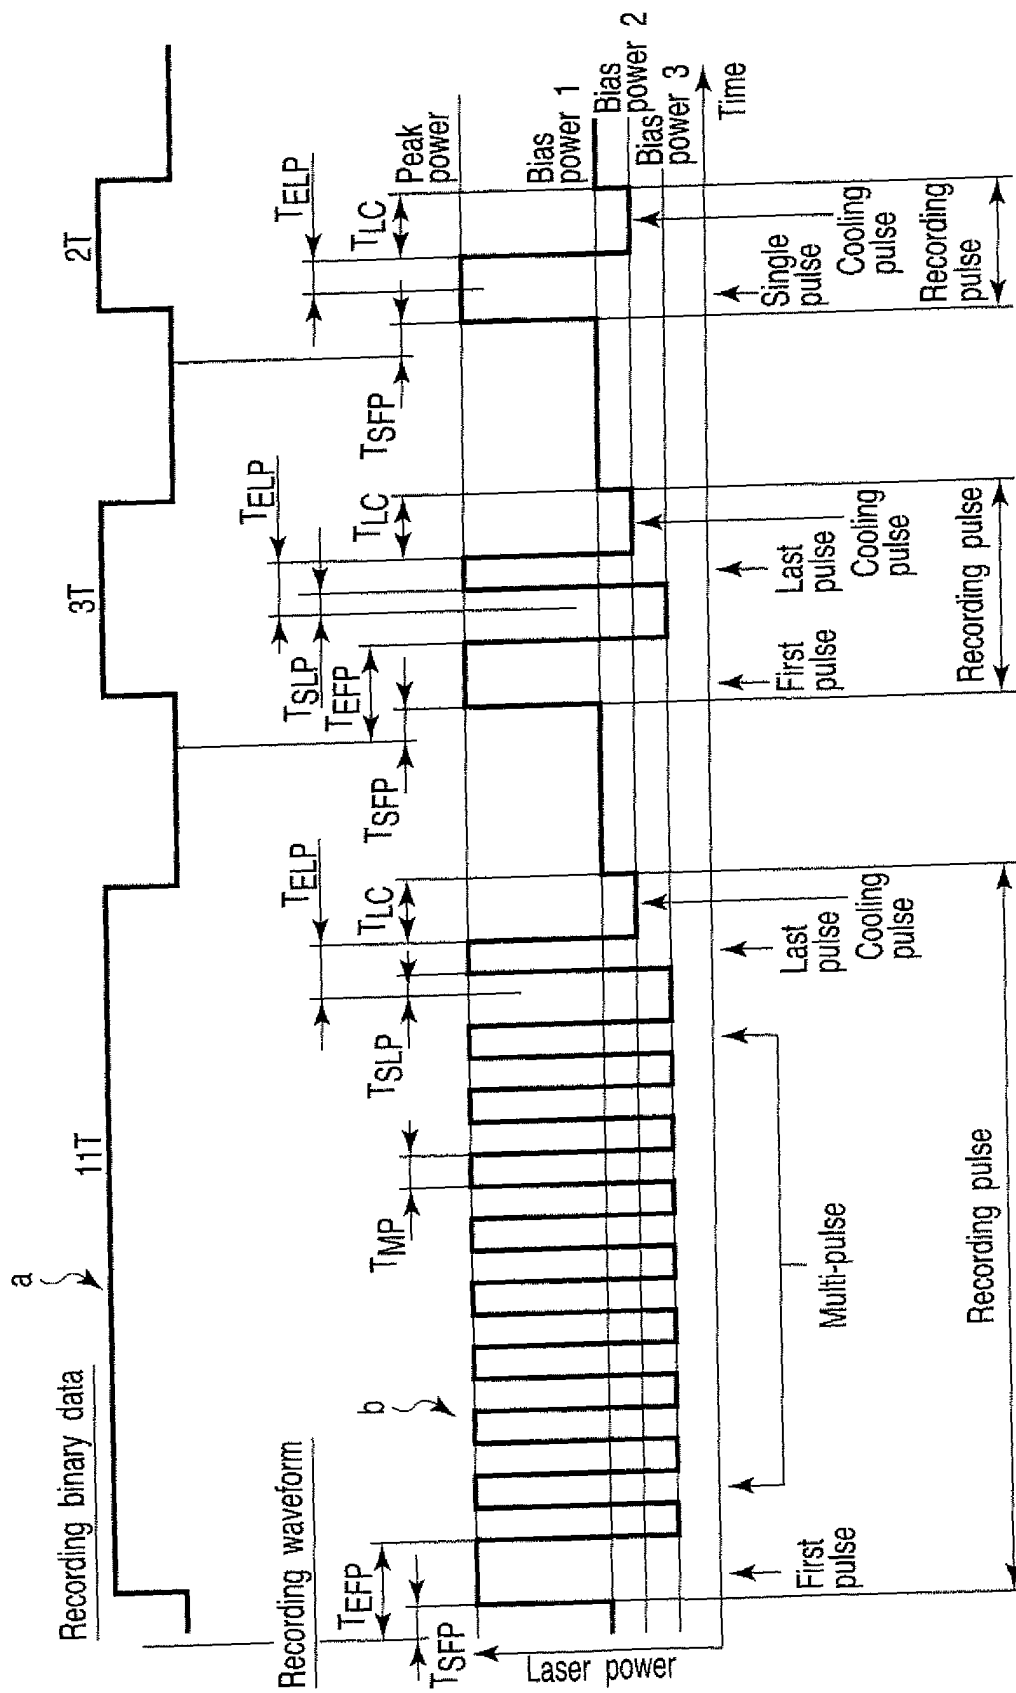 Recording binary data
a
11T
3T
2T
Recording waveform
b
TSFP
TEFP
TMP
TSLP
TELP
TLC
TSFP
TEFP
TSLP
TELP
TLC
TSFP
TELP
TLC
Peak
power
Bias
power 1
Bias
power 2
Bias
power 3
Time
Laser power
First
pulse
Multi-pulse
Last
pulse
Cooling
pulse
Recording pulse
First
pulse
Last
pulse
Cooling
pulse
Recording pulse
Single
pulse
Cooling
pulse
Recording
pulse